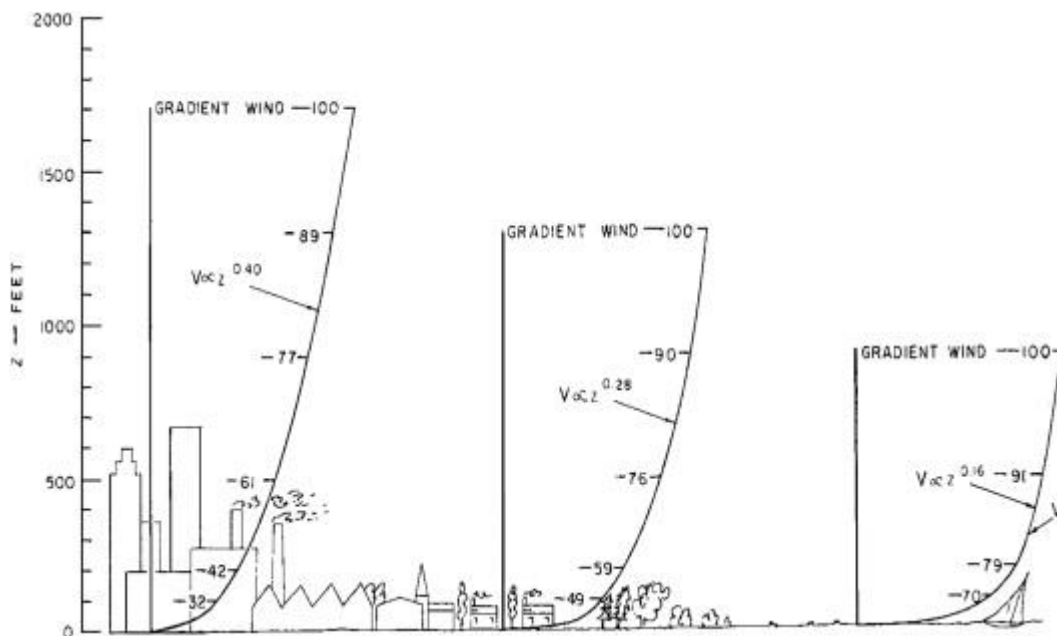 2000
1500
1000
500
0
Z — FEET
GRADIENT WIND —100
—89
V∝Z^0.40
—77
—61
—42
—32
GRADIENT WIND —100
—90
V∝Z^0.28
—76
—59
—49
GRADIENT WIND —100
V∝Z^0.16
—91
V
—79
—70